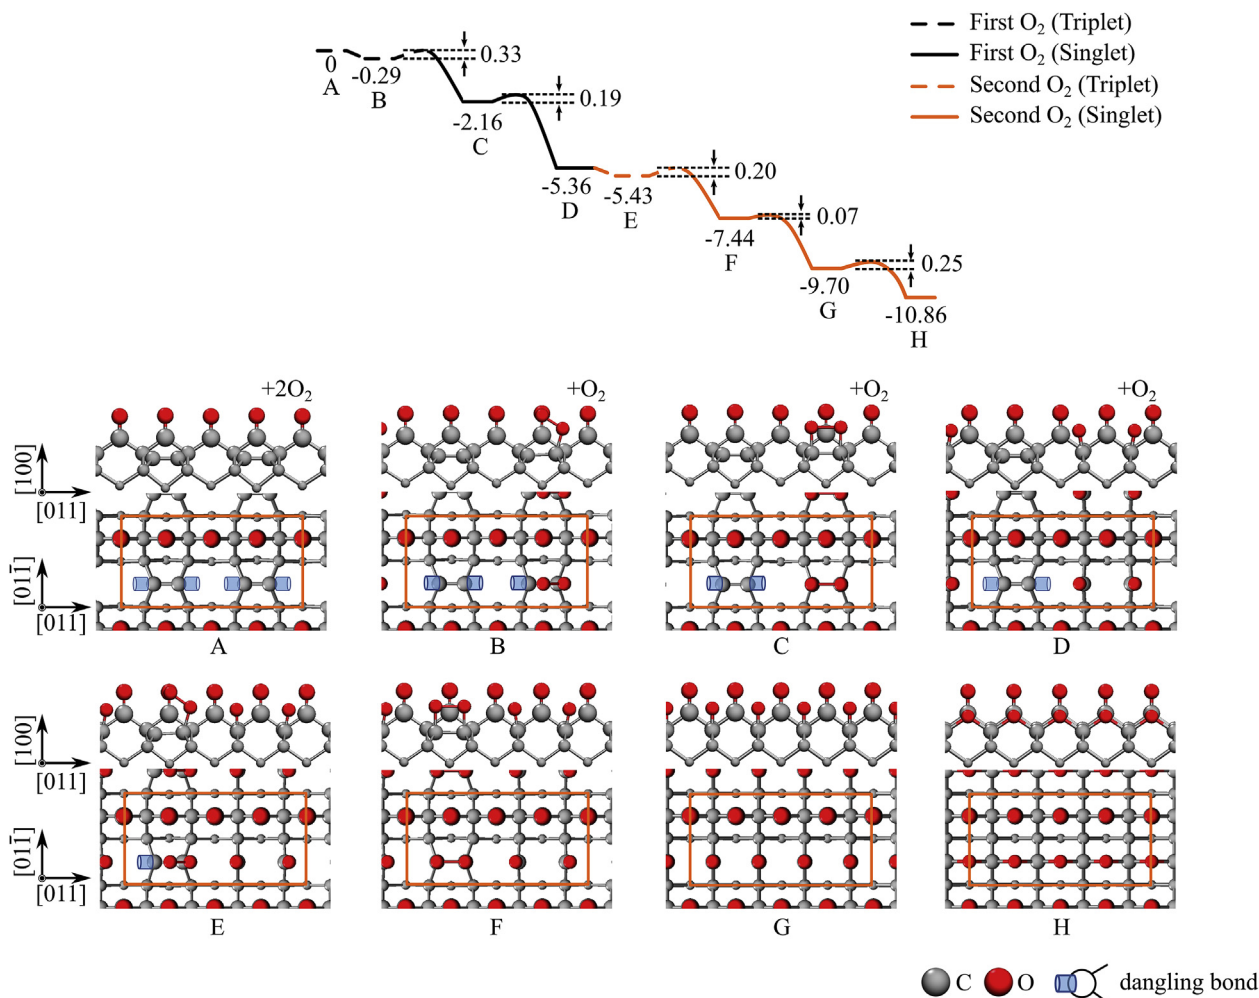 First O₂ (Triplet)
First O₂ (Singlet)
Second O₂ (Triplet)
Second O₂ (Singlet)
0
A
-0.29
B
0.33
-2.16
C
0.19
-5.36
D
-5.43
E
0.20
-7.44
F
0.07
-9.70
G
0.25
-10.86
H
+2O₂
+O₂
+O₂
+O₂
[100]
[011]
[011̄]
[011]
A
B
C
D
[100]
[011]
[011̄]
[011]
E
F
G
H
C
O
dangling bond